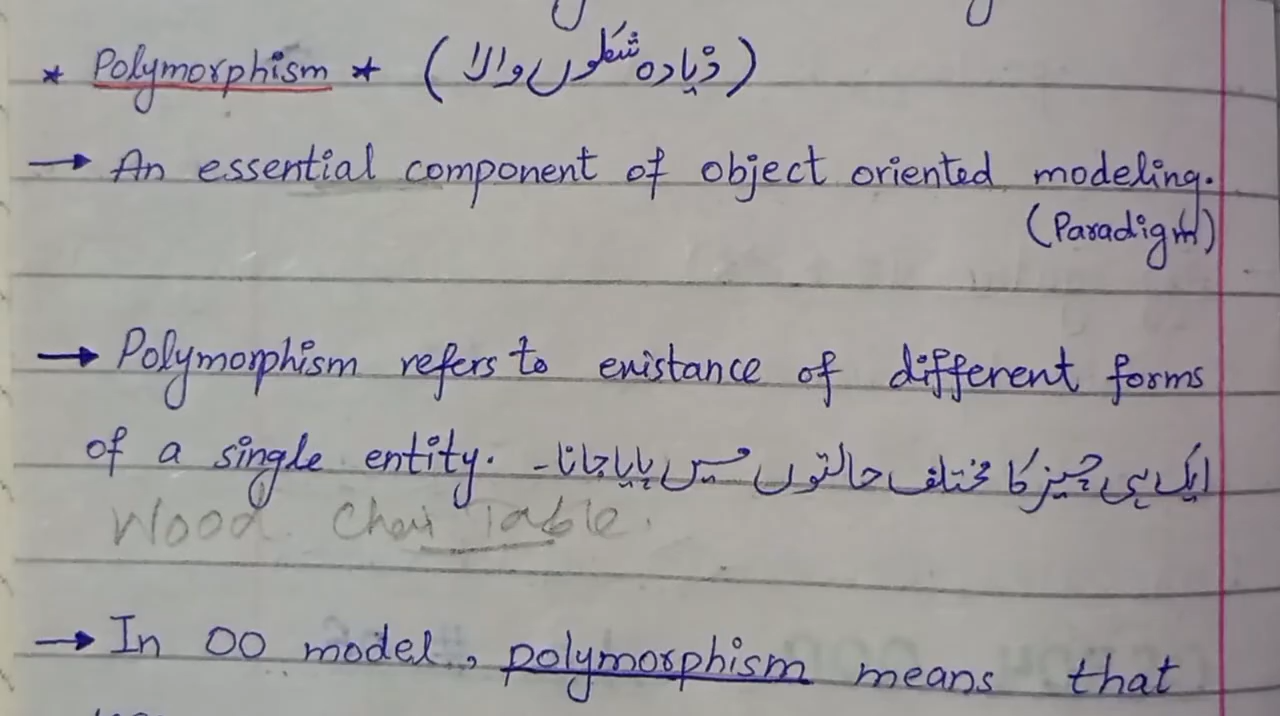 * Polymorphism * (زیادہ شکلوں والا)
→ An essential component of object oriented modeling.
(Paradigm)
→ Polymorphism refers to existance of different forms
of a single entity. ایک ہی چیز کا مختلف حالتوں میں پایا جانا۔
Wood Chair Table.
→ In OO model, polymorphism means that